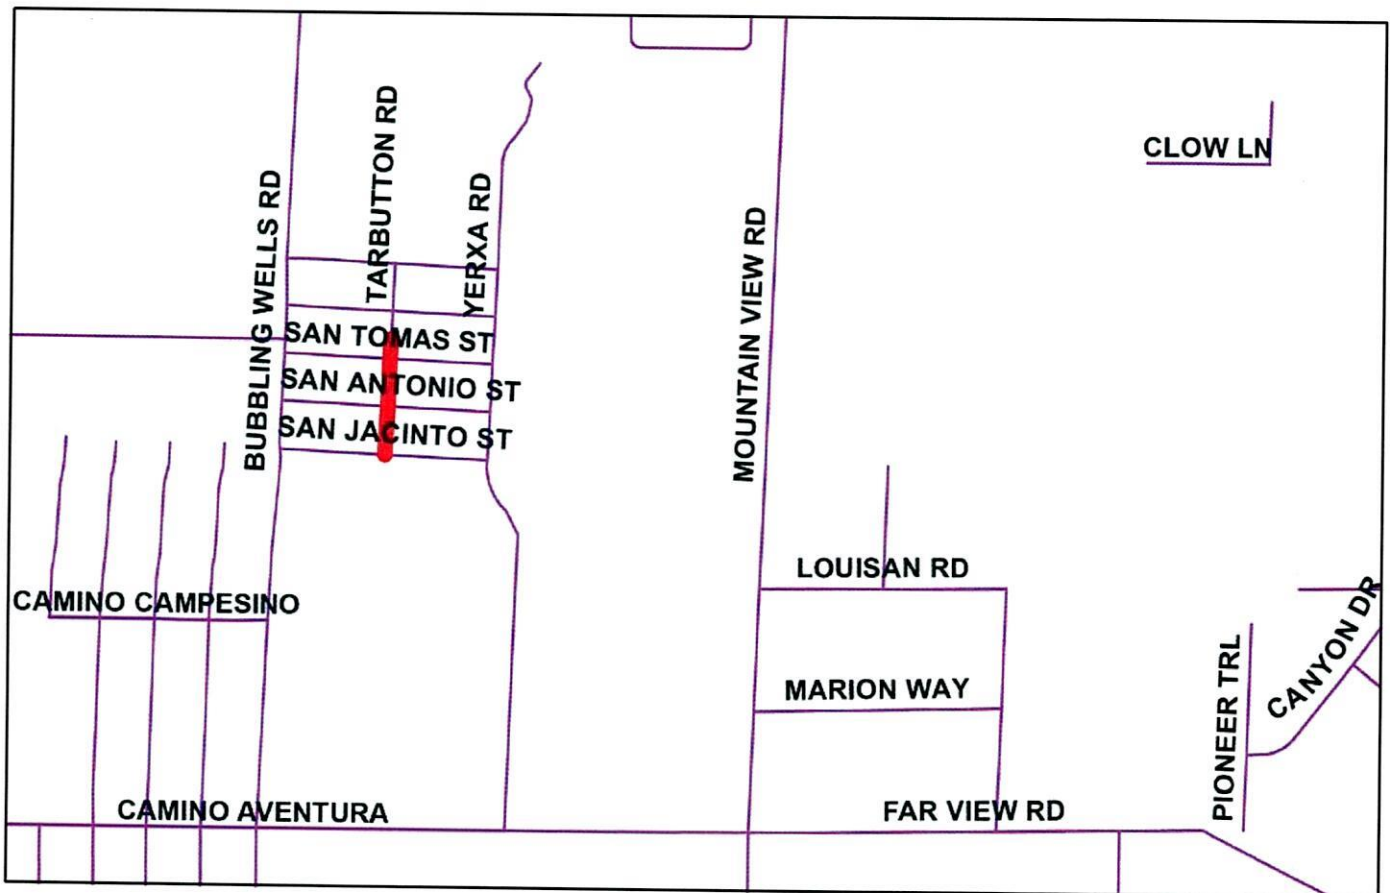 TARBUTTON RD
CLOW LN
BUBBLING WELLS RD
YERXA RD
MOUNTAIN VIEW RD
SAN TOMAS ST
SAN ANTONIO ST
SAN JACINTO ST
LOUISAN RD
CAMINO CAMPESINO
CANYON DR
PIONEER TRL
MARION WAY
CAMINO AVENTURA
FAR VIEW RD